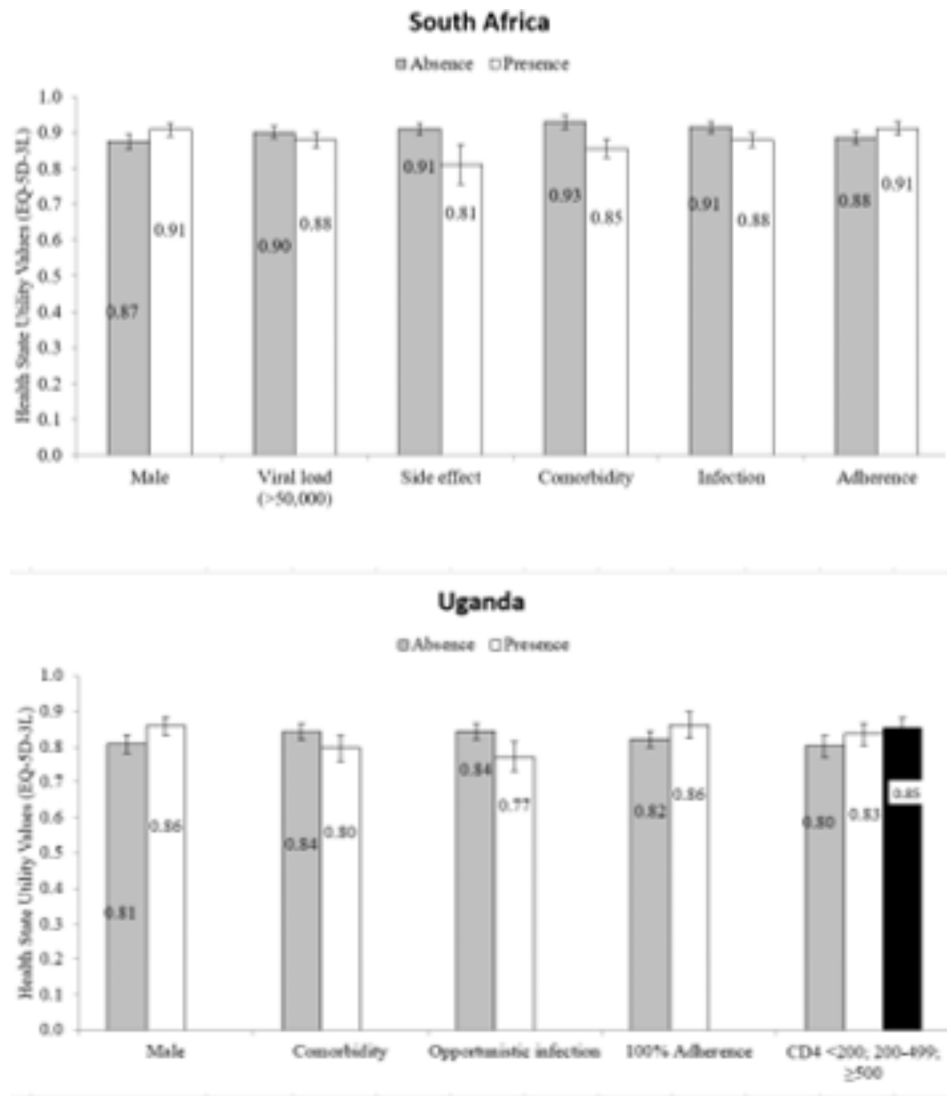 South Africa
Absence Presence
Health State Utility Values (EQ-5D-3L)
1.0
0.9
0.8
0.7
0.6
0.5
0.4
0.3
0.2
0.1
0.0
0.87 0.91 0.90 0.88 0.91 0.81 0.93 0.85 0.91 0.88 0.88 0.91
Male Viral load Side effect Comorbidity Infection Adherence
(>50,000)
Uganda
Absence Presence
Health State Utility Values (EQ-5D-3L)
1.0
0.9
0.8
0.7
0.6
0.5
0.4
0.3
0.2
0.1
0.0
0.81 0.86 0.84 0.80 0.84 0.77 0.82 0.86 0.80 0.83 0.85
Male Comorbidity Opportunistic infection 100% Adherence CD4 <200; 200-499;
≥500